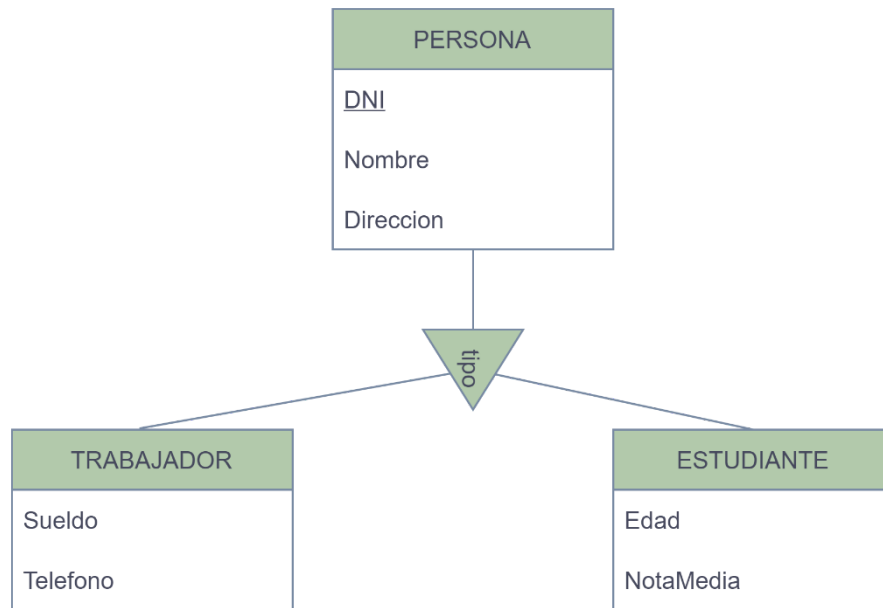 PERSONA
DNI
Nombre
Direccion
tipo
TRABAJADOR
Sueldo
Telefono
ESTUDIANTE
Edad
NotaMedia